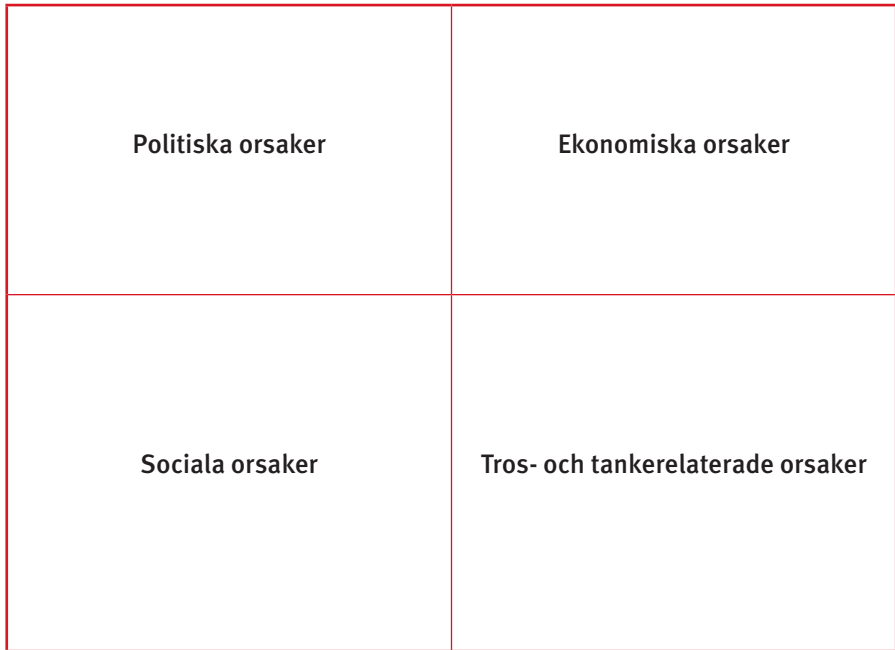 Politiska orsaker
Ekonomiska orsaker
Sociala orsaker
Tros- och tankerelaterade orsaker